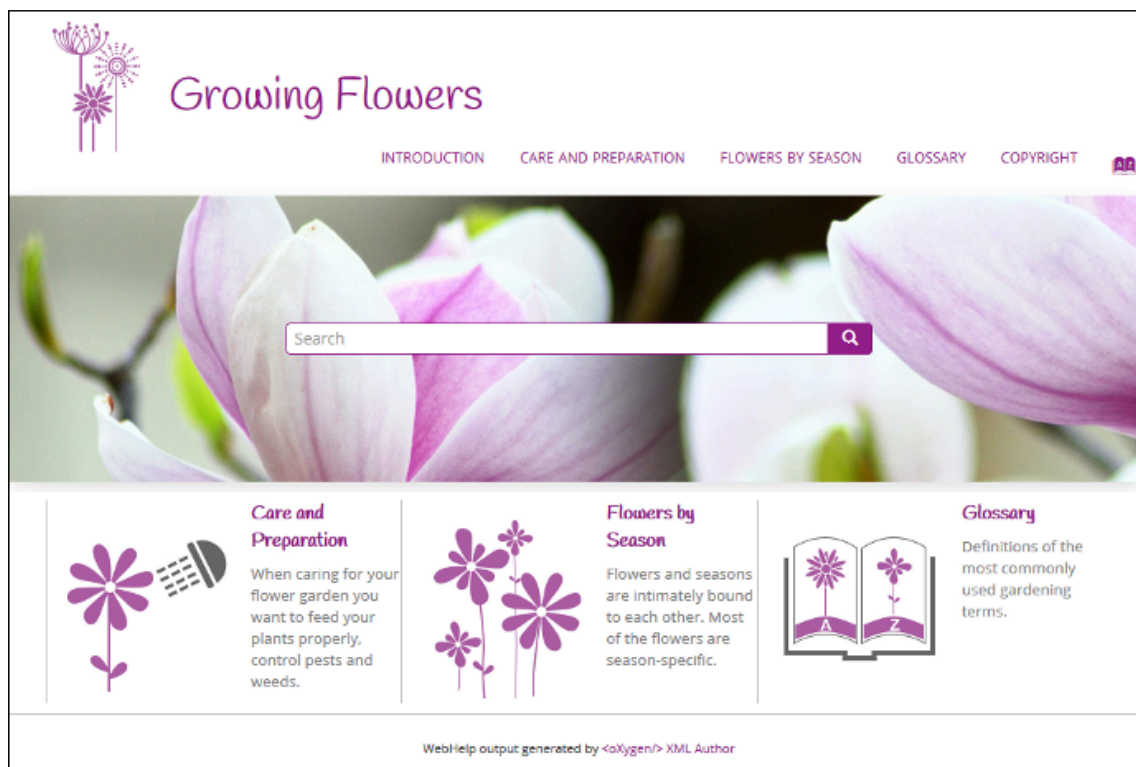 Growing Flowers
INTRODUCTION CARE AND PREPARATION FLOWERS BY SEASON GLOSSARY COPYRIGHT
A Z
Search
Care and
Preparation
When caring for your
flower garden you
want to feed your
plants properly,
control pests and
weeds.
Flowers by
Season
Flowers and seasons
are intimately bound
to each other. Most
of the flowers are
season-specific.
A Z
Glossary
Definitions of the
most commonly
used gardening
terms.
WebHelp output generated by <oXygen/> XML Author